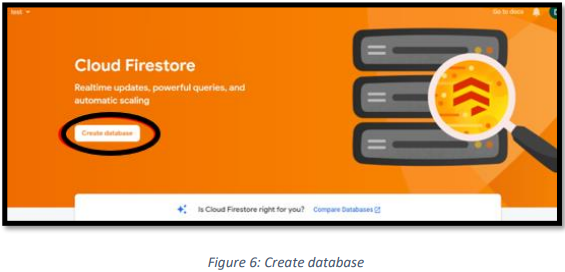 test
Go to docs
Cloud Firestore
Realtime updates, powerful queries, and
automatic scaling
Create database
Is Cloud Firestore right for you? Compare Databases
Figure 6: Create database